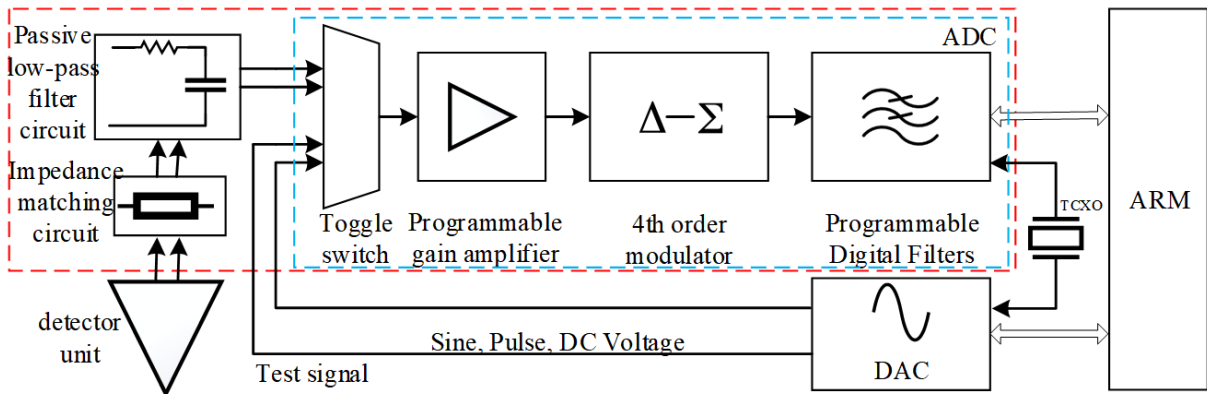 Passive
low-pass
filter
circuit
ADC
Δ—Σ
Impedance
matching
circuit
Toggle
switch
Programmable
gain amplifier
4th order
modulator
Programmable
Digital Filters
TCXO
ARM
detector
unit
Sine, Pulse, DC Voltage
Test signal
DAC